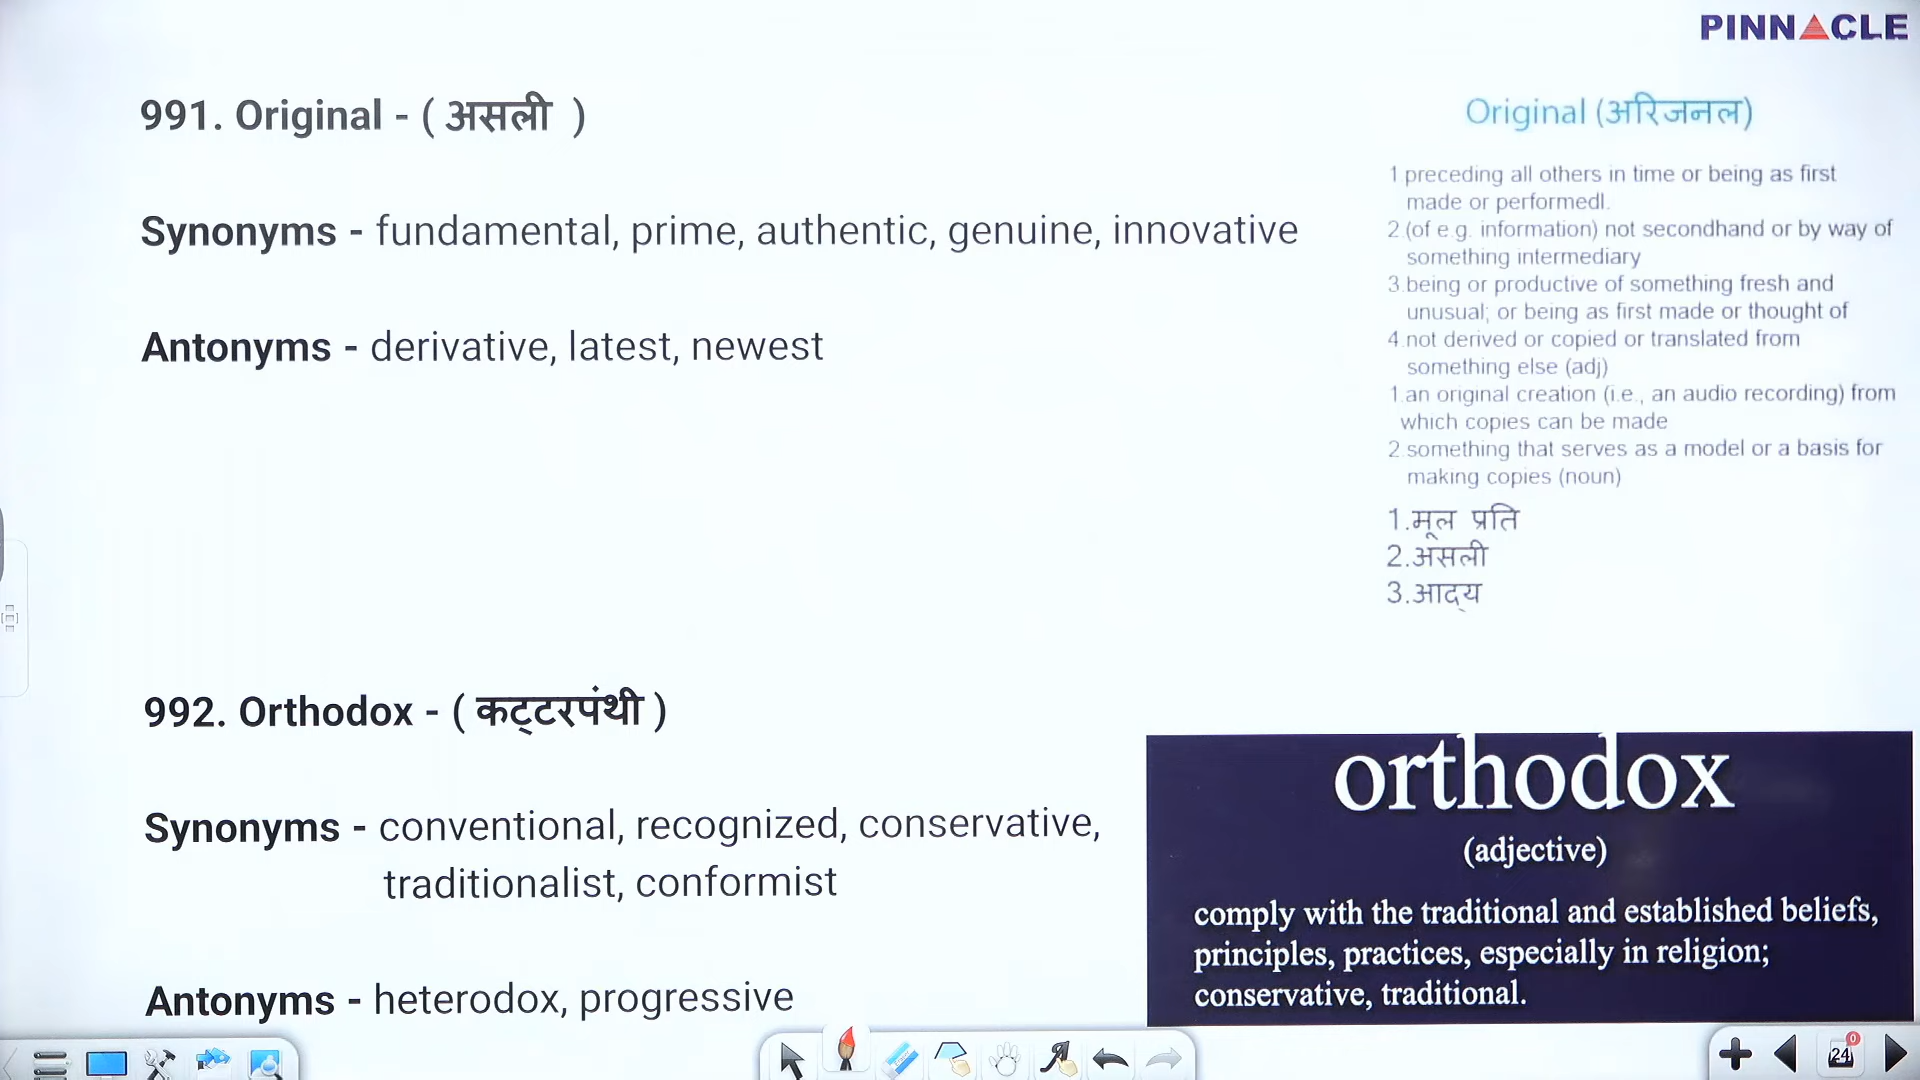 PINNACLE
991. Original - ( असली )
Synonyms - fundamental, prime, authentic, genuine, innovative
Antonyms - derivative, latest, newest
Original (अरिजनल)
1 preceding all others in time or being as first
made or performedl.
2 (of e.g. information) not secondhand or by way of
something intermediary
3.being or productive of something fresh and
unusual; or being as first made or thought of
4.not derived or copied or translated from
something else (adj)
1.an original creation (i.e., an audio recording) from
which copies can be made
2.something that serves as a model or a basis for
making copies (noun)
1.मूल प्रति
2.असली
3.आद्य
992. Orthodox - ( कट्टरपंथी )
Synonyms - conventional, recognized, conservative,
traditionalist, conformist
Antonyms - heterodox, progressive
orthodox
(adjective)
comply with the traditional and established beliefs,
principles, practices, especially in religion;
conservative, traditional.
24
0